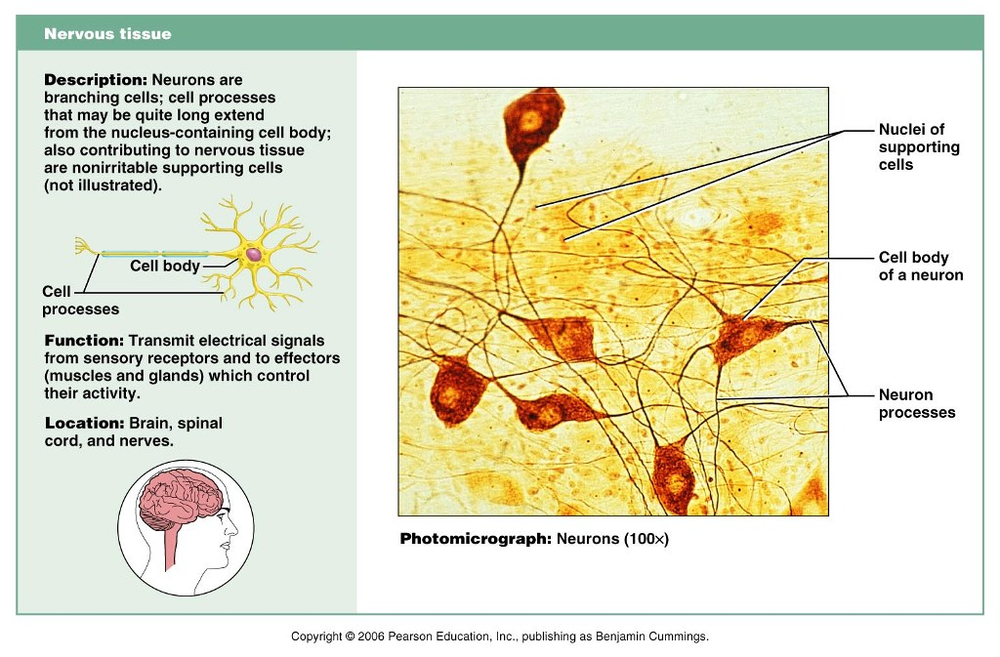 Nervous tissue
Description: Neurons are
branching cells; cell processes
that may be quite long extend
from the nucleus-containing cell body;
also contributing to nervous tissue
are nonirritable supporting cells
(not illustrated).
Cell body
Cell
processes
Function: Transmit electrical signals
from sensory receptors and to effectors
(muscles and glands) which control
their activity.
Location: Brain, spinal
cord, and nerves.
Nuclei of
supporting
cells
Cell body
of a neuron
Neuron
processes
Photomicrograph: Neurons (100×)
Copyright © 2006 Pearson Education, Inc., publishing as Benjamin Cummings.